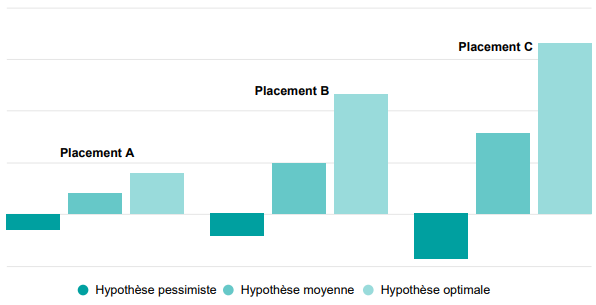 Placement C
Placement B
Placement A
Hypothèse pessimiste Hypothèse moyenne Hypothèse optimale